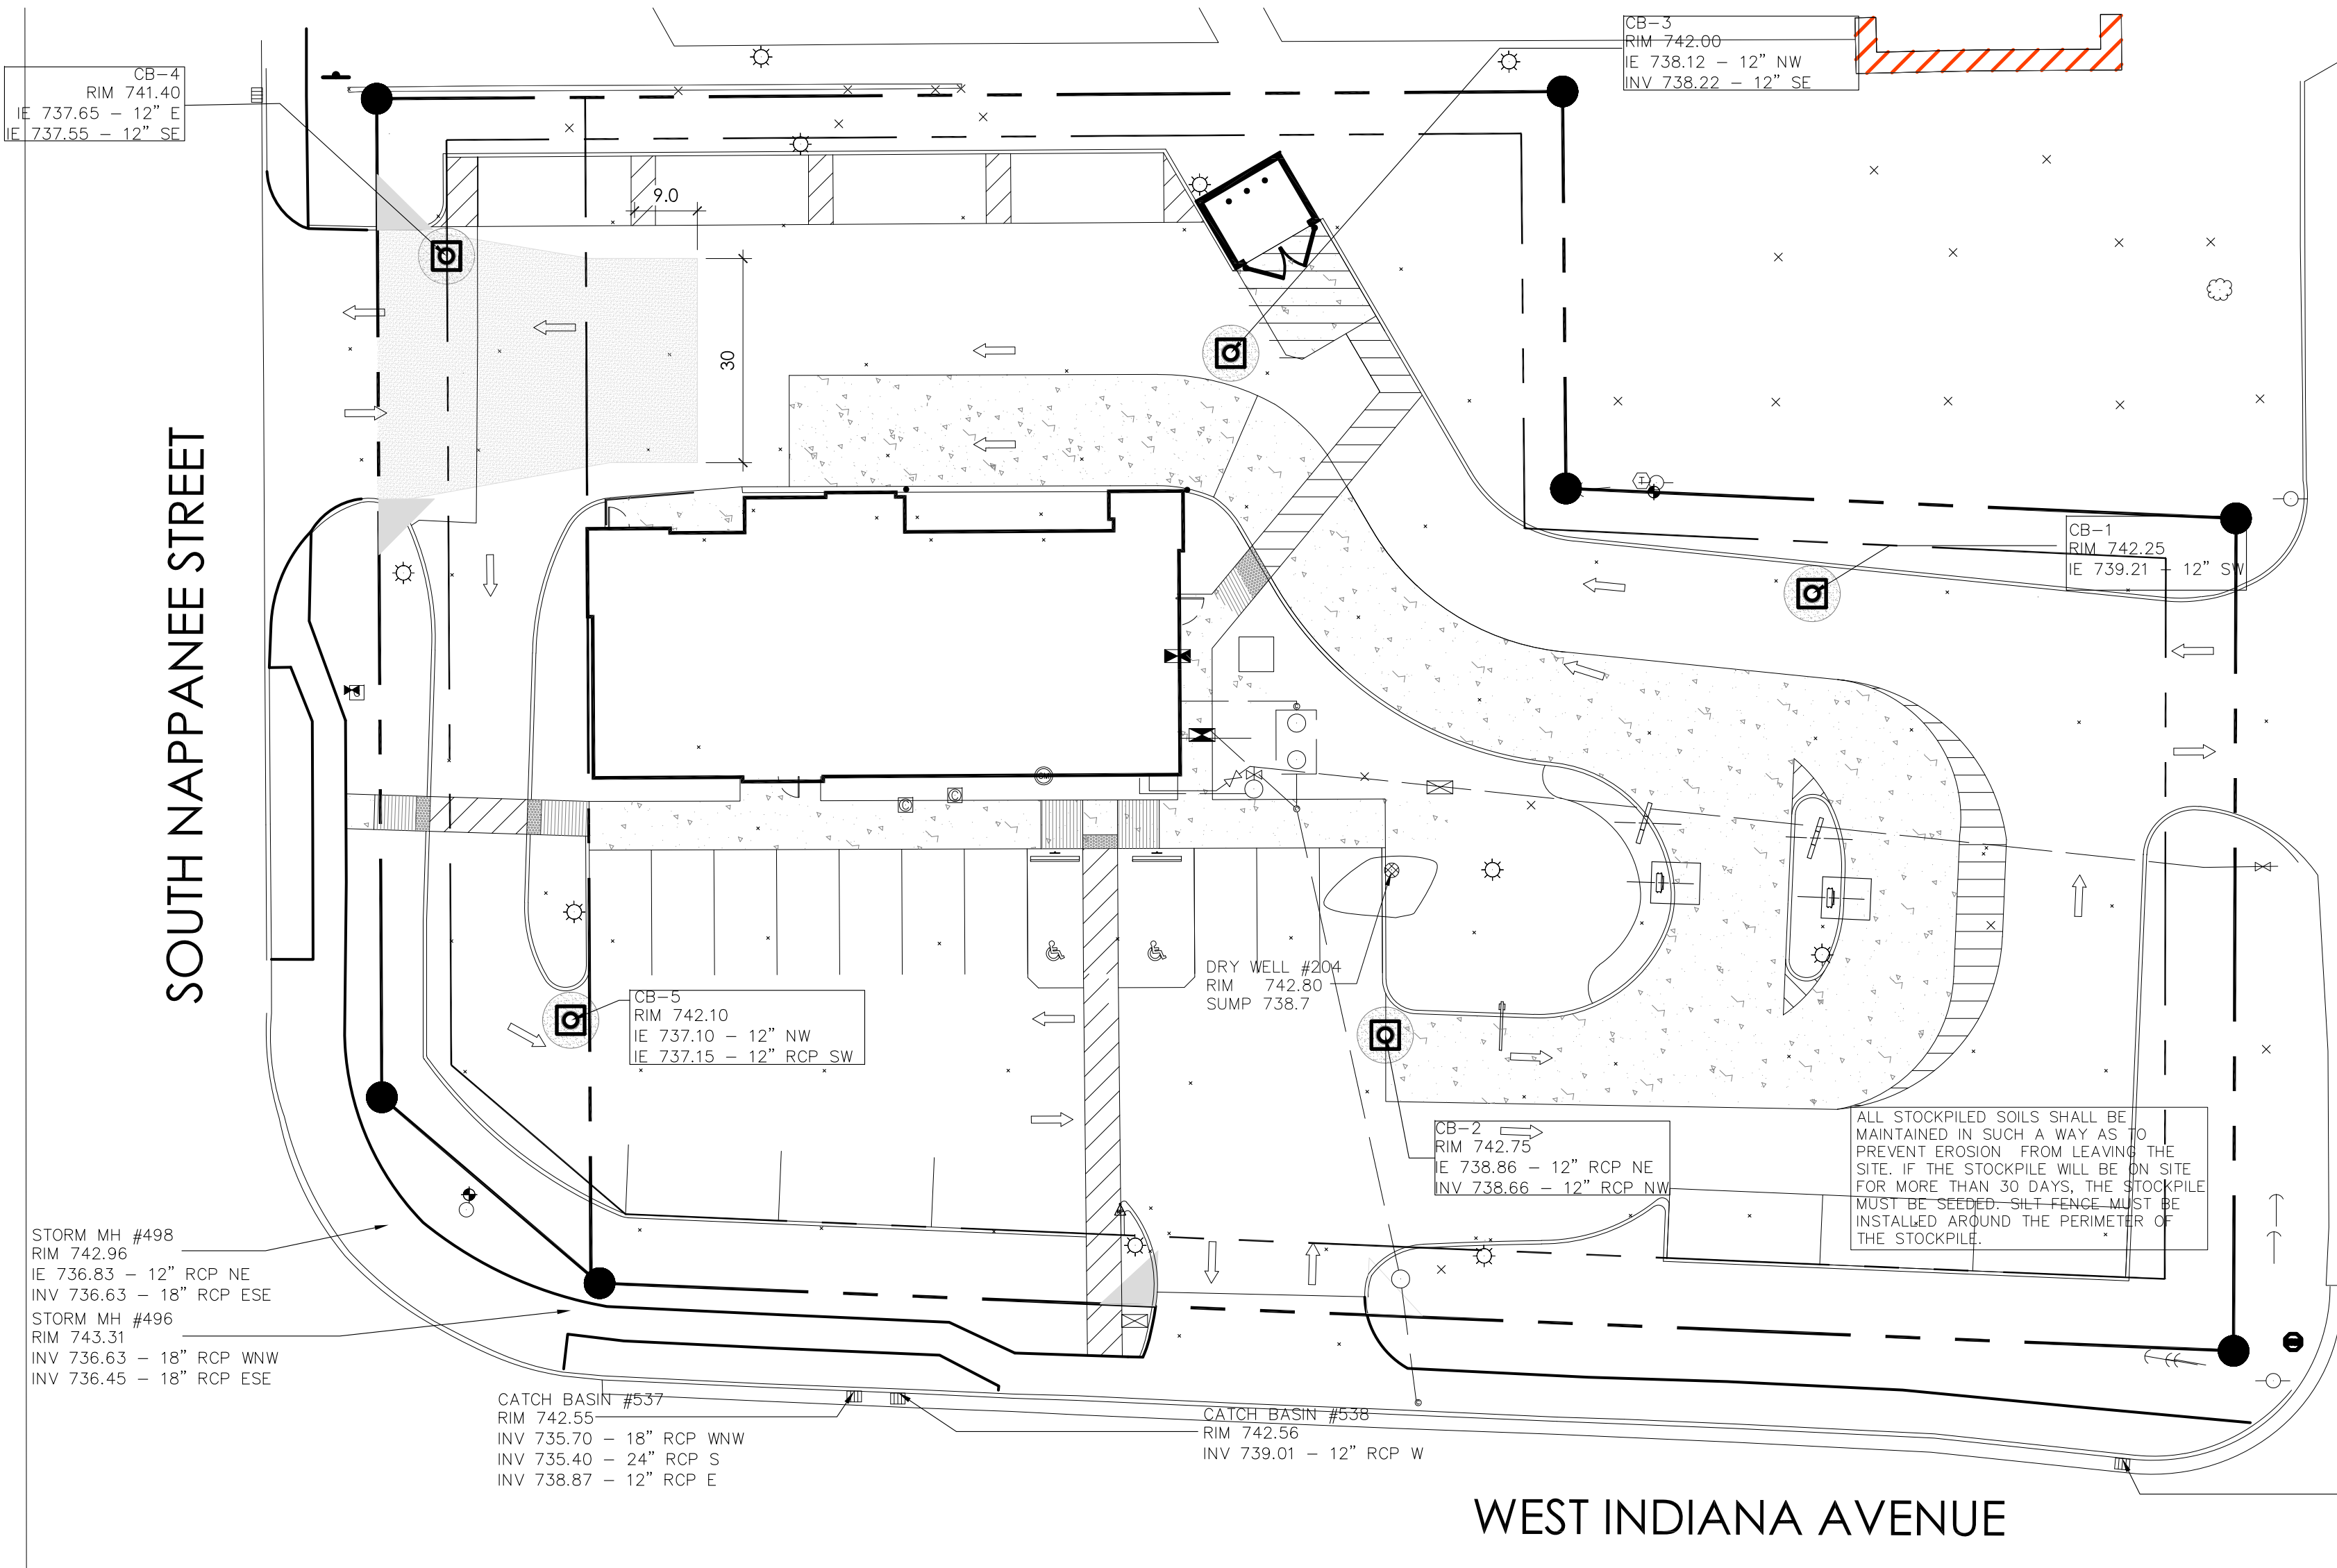 CB-4
RIM 741.40
IE 737.65 - 12" E
IE 737.55 - 12" SE
CB-3
RIM 742.00
IE 738.12 - 12" NW
INV 738.22 - 12" SE
9.0
30
CB-1
RIM 742.25
IE 739.21 - 12" SW
SOUTH NAPPANEE STREET
DRY WELL #204
RIM 742.80
SUMP 738.7
CB-5
RIM 742.10
IE 737.10 - 12" NW
IE 737.15 - 12" RCP SW
CB-2
RIM 742.75
IE 738.86 - 12" RCP NE
INV 738.66 - 12" RCP NW
ALL STOCKPILED SOILS SHALL BE
MAINTAINED IN SUCH A WAY AS TO
PREVENT EROSION FROM LEAVING THE
SITE. IF THE STOCKPILE WILL BE ON SITE
FOR MORE THAN 30 DAYS, THE STOCKPILE
MUST BE SEEDED. SILT FENCE MUST BE
INSTALLED AROUND THE PERIMETER OF
THE STOCKPILE.
STORM MH #498
RIM 742.96
IE 736.83 - 12" RCP NE
INV 736.63 - 18" RCP ESE
STORM MH #496
RIM 743.31
INV 736.63 - 18" RCP WNW
INV 736.45 - 18" RCP ESE
CATCH BASIN #537
RIM 742.55
INV 735.70 - 18" RCP WNW
INV 735.40 - 24" RCP S
INV 738.87 - 12" RCP E
CATCH BASIN #538
RIM 742.56
INV 739.01 - 12" RCP W
WEST INDIANA AVENUE